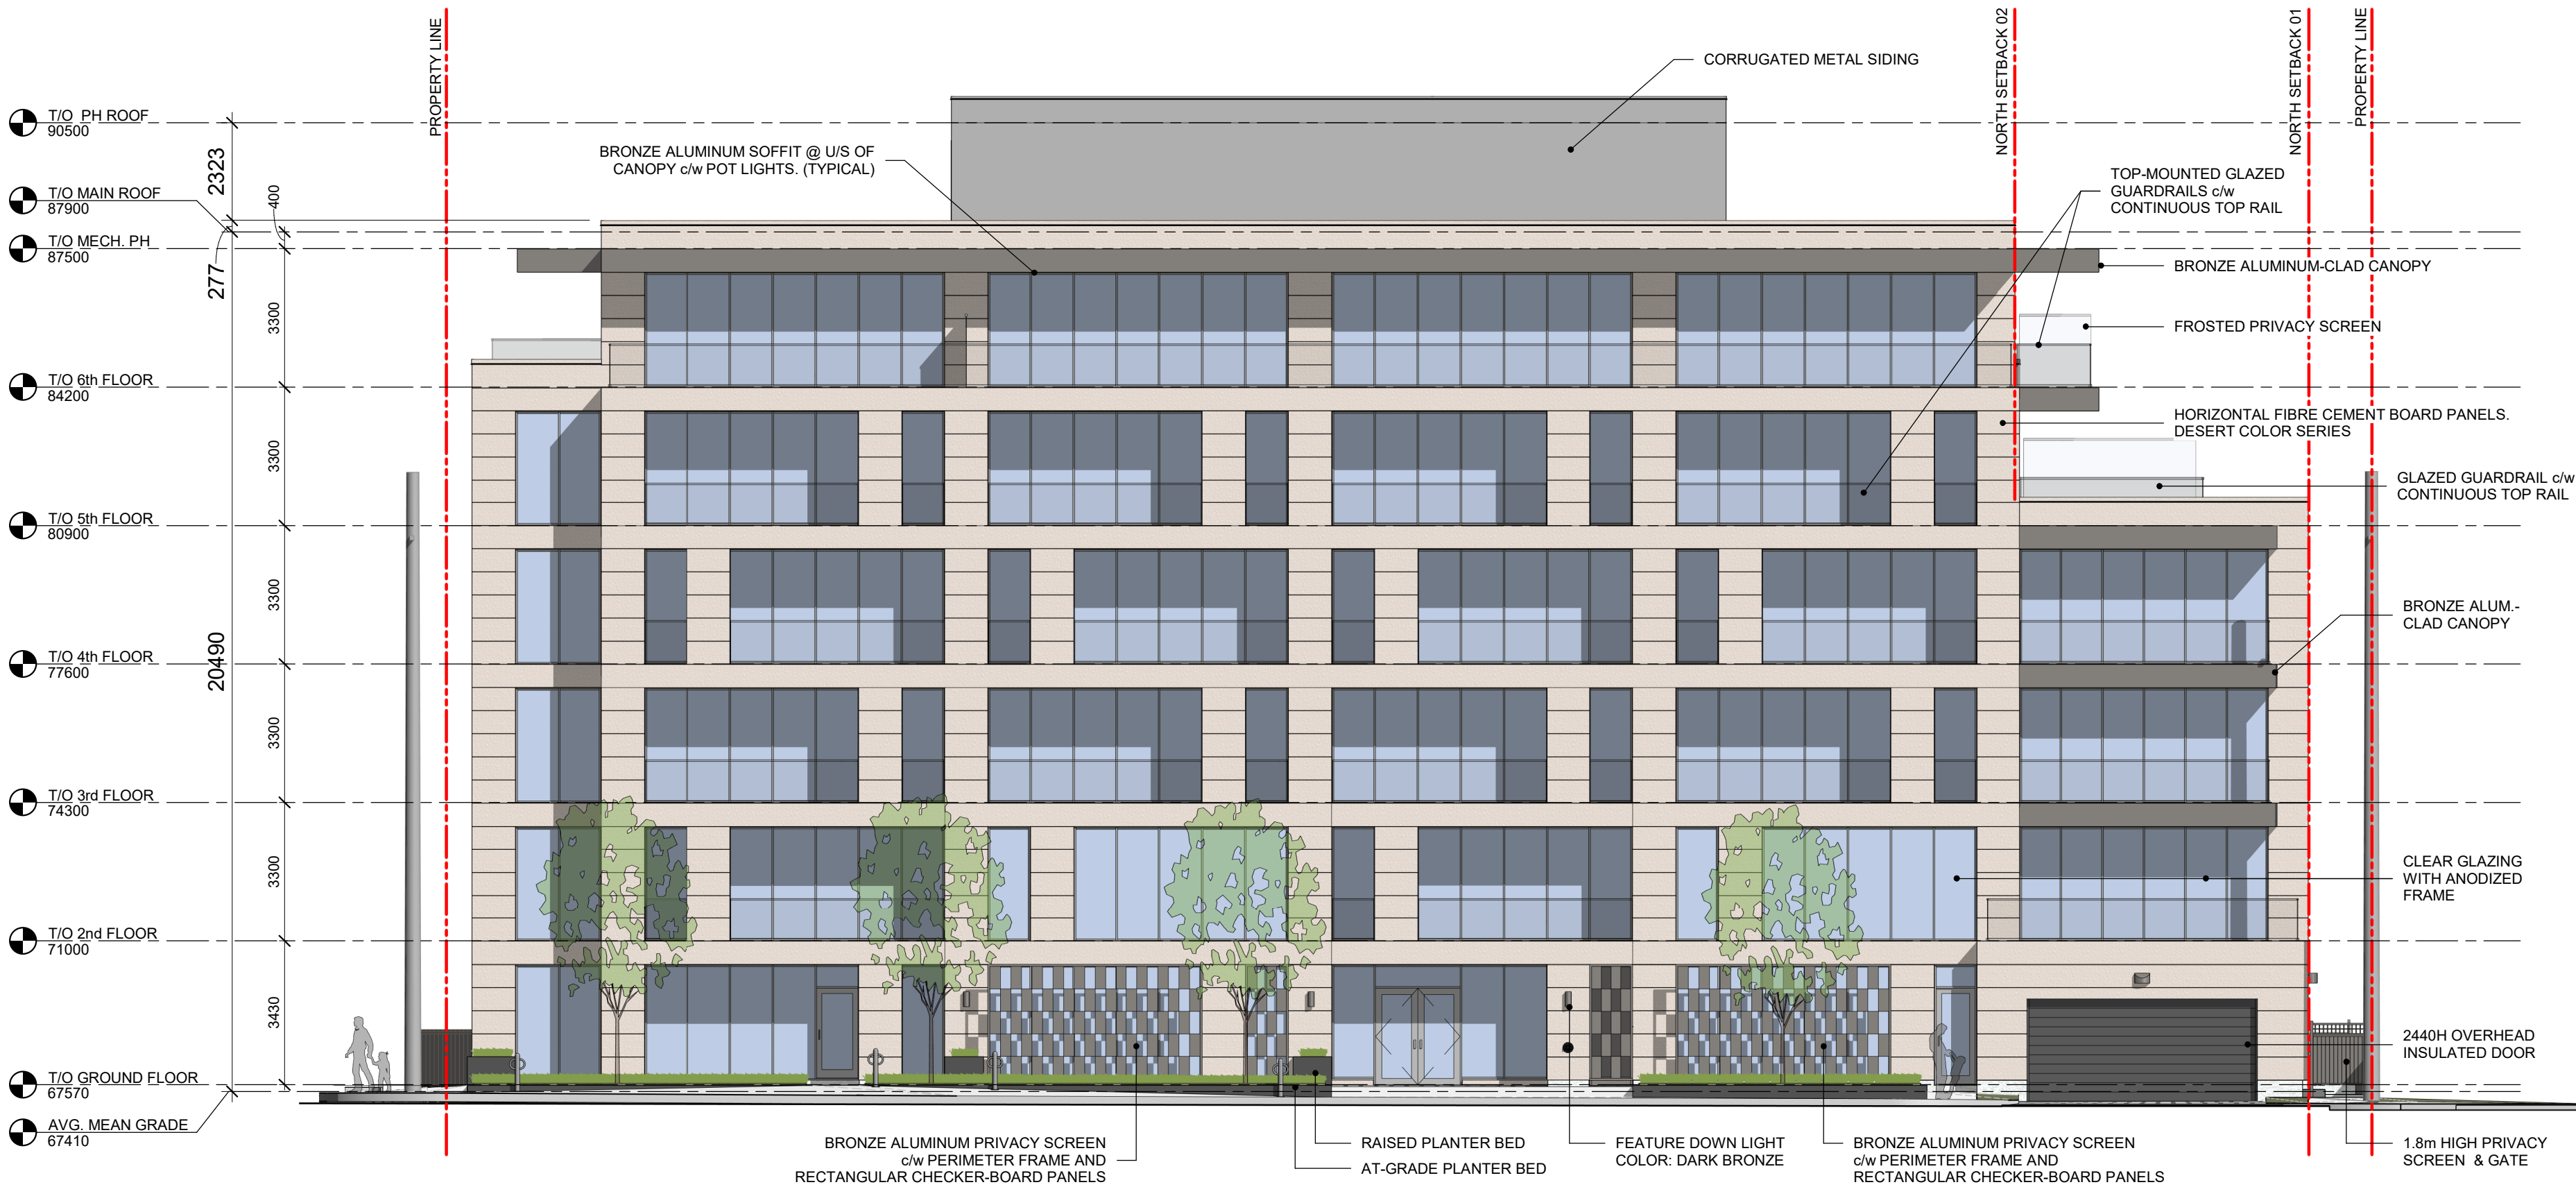 PROPERTY LINE
NORTH SETBACK 02
NORTH SETBACK 01
PROPERTY LINE
CORRUGATED METAL SIDING
T/O PH ROOF
90500
2323
BRONZE ALUMINUM SOFFIT @ U/S OF
CANOPY c/w POT LIGHTS. (TYPICAL)
TOP-MOUNTED GLAZED
GUARDRAILS c/w
CONTINUOUS TOP RAIL
T/O MAIN ROOF
87900
400
T/O MECH. PH
87500
277
BRONZE ALUMINUM-CLAD CANOPY
3300
FROSTED PRIVACY SCREEN
T/O 6th FLOOR
84200
HORIZONTAL FIBRE CEMENT BOARD PANELS.
DESERT COLOR SERIES
3300
GLAZED GUARDRAIL c/w
CONTINUOUS TOP RAIL
T/O 5th FLOOR
80900
3300
BRONZE ALUM.-
CLAD CANOPY
T/O 4th FLOOR
77600
20490
3300
T/O 3rd FLOOR
74300
3300
CLEAR GLAZING
WITH ANODIZED
FRAME
T/O 2nd FLOOR
71000
3430
2440H OVERHEAD
INSULATED DOOR
T/O GROUND FLOOR
67570
AVG. MEAN GRADE
67410
BRONZE ALUMINUM PRIVACY SCREEN
c/w PERIMETER FRAME AND
RECTANGULAR CHECKER-BOARD PANELS
RAISED PLANTER BED
AT-GRADE PLANTER BED
FEATURE DOWN LIGHT
COLOR: DARK BRONZE
BRONZE ALUMINUM PRIVACY SCREEN
c/w PERIMETER FRAME AND
RECTANGULAR CHECKER-BOARD PANELS
1.8m HIGH PRIVACY
SCREEN & GATE